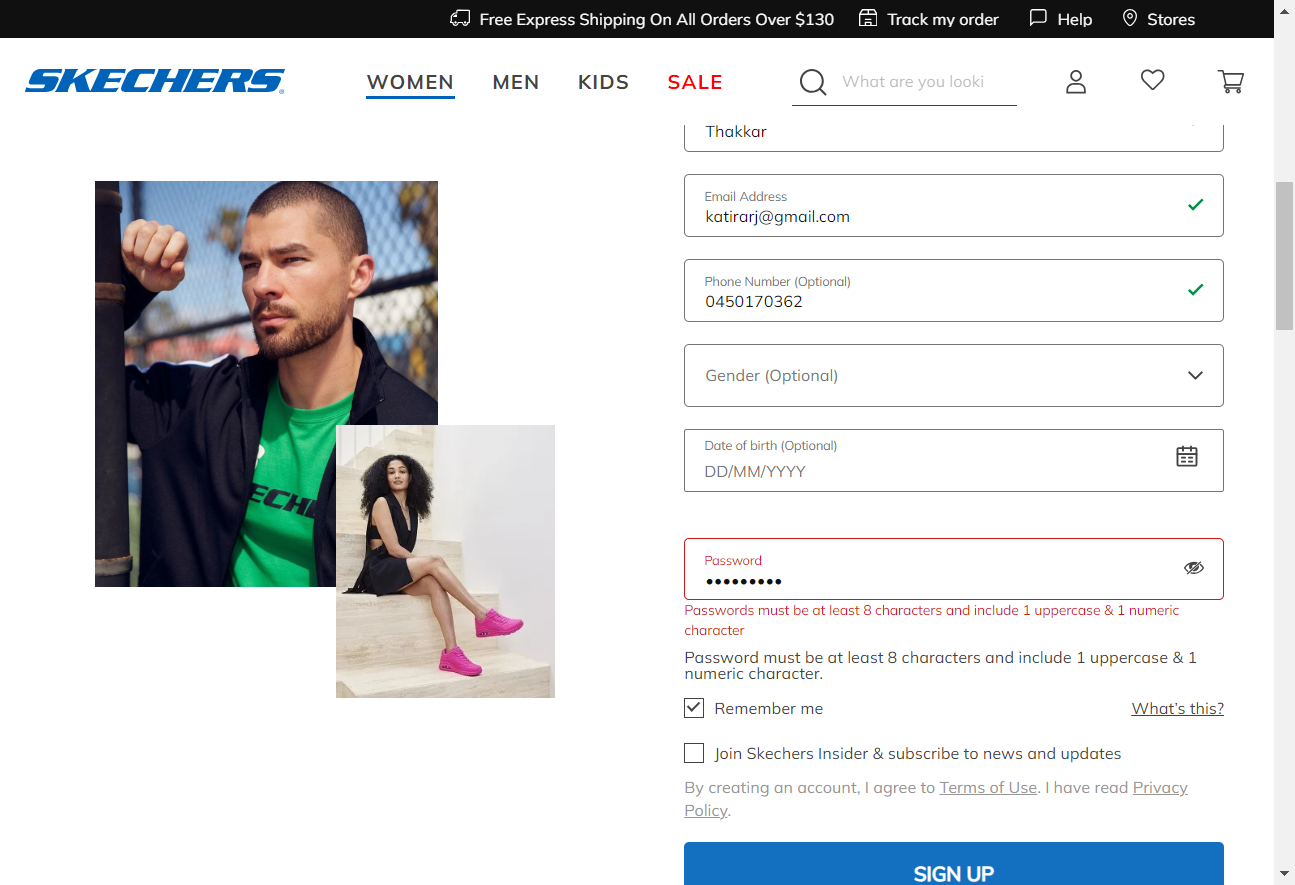 Free Express Shipping On All Orders Over $130 Track my order Help Stores
SKECHERS
WOMEN MEN KIDS SALE What are you looki
Thakkar
Email Address
katirarj@gmail.com
Phone Number (Optional)
0450170362
Gender (Optional)
Date of birth (Optional)
DD/MM/YYYY
Password
•••••••••
Passwords must be at least 8 characters and include 1 uppercase & 1 numeric
character
Password must be at least 8 characters and include 1 uppercase & 1
numeric character.
Remember me What's this?
Join Skechers Insider & subscribe to news and updates
By creating an account, I agree to Terms of Use. I have read Privacy
Policy.
SIGN UP